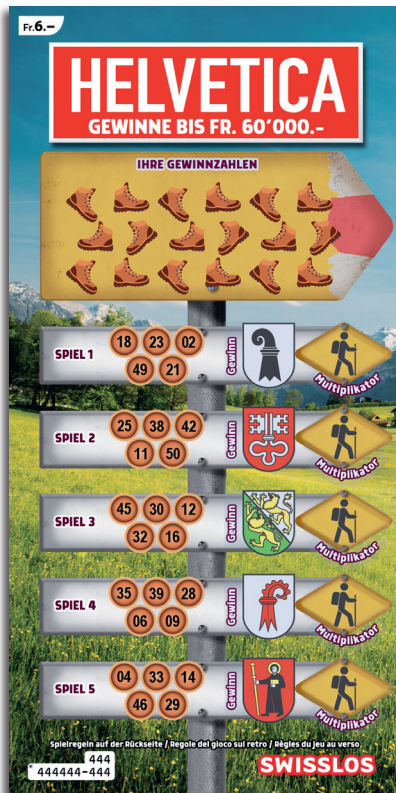 Fr.6.–
HELVETICA
GEWINNE BIS FR. 60'000.-
IHRE GEWINNZAHLEN
SPIEL 1
18 23 02
49 21
Gewinn
Multiplikator
SPIEL 2
25 38 42
11 50
Gewinn
Multiplikator
SPIEL 3
45 30 12
32 16
Gewinn
Multiplikator
SPIEL 4
35 39 28
06 09
Gewinn
Multiplikator
SPIEL 5
04 33 14
46 29
Gewinn
Multiplikator
Spielregeln auf der Rückseite / Regole del gioco sul retro / Règles du jeu au verso
444
444444-444
SWISSLOS